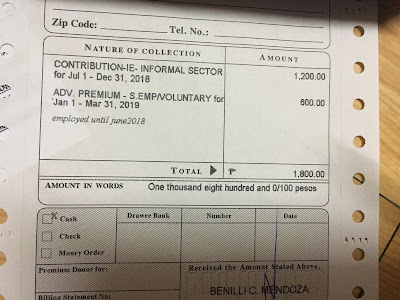 Zip Code: Tel. No.:
NATURE OF COLLECTION AMOUNT
CONTRIBUTION-IE- INFORMAL SECTOR
for Jul 1 - Dec 31, 2018 1,200.00
ADV. PREMIUM - S.EMP/VOLUNTARY for
Jan 1 - Mar 31, 2019 600.00
employed until june2018
TOTAL ₱ 1,800.00
AMOUNT IN WORDS One thousand eight hundred and 0/100 pesos
X Cash Drawee Bank Number Date
Check
Money Order
Premium Donor for: Received the Amount Stated Above.
Billing Statement No: BENILLI C. MENDOZA